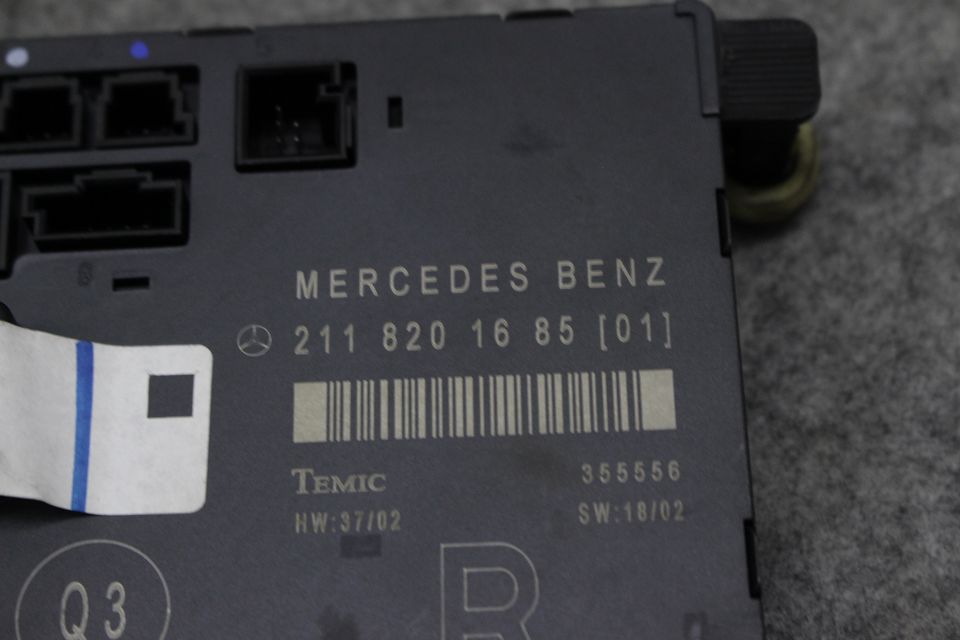 MERCEDES BENZ
211 820 16 85 [01]
TEMIC 355556
HW:37/02 SW:18/02
Q3 R